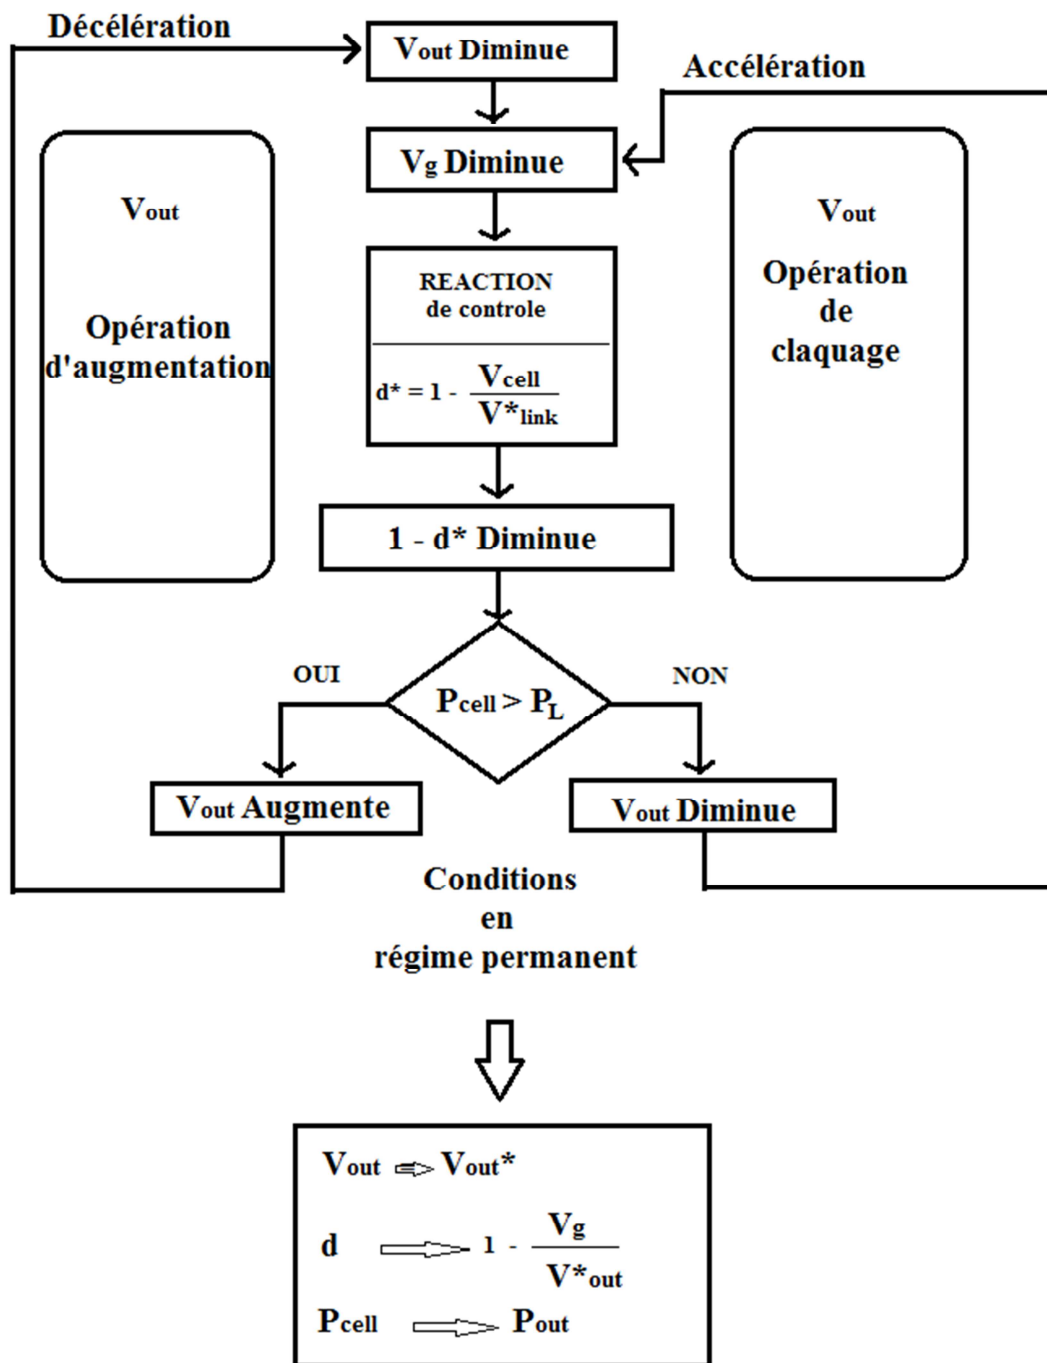 Décélération
Vout Diminue
Accélération
Vg Diminue
Vout
Opération
d'augmentation
REACTION
de controle
d* = 1 - Vcell / V*link
Vout
Opération
de
claquage
1 - d* Diminue
OUI
Pcell > PL
NON
Vout Augmente
Vout Diminue
Conditions
en
régime permanent
Vout ⇒ Vout*
d ⇒ 1 - Vg / V*out
Pcell ⇒ Pout